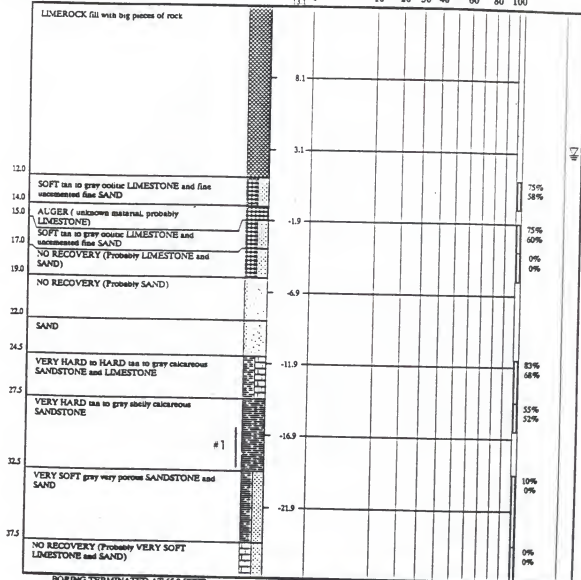 13.1 10 20 30 40 60 80 100
LIMEROCK fill with big pieces of rock
8.1
3.1
12.0
SOFT tan to gray oolitic LIMESTONE and fine
uncemented fine SAND
75%
58%
14.0
15.0
AUGER ( unknown material, probably
LIMESTONE)
-1.9
SOFT tan to gray oolitic LIMESTONE and
uncemented fine SAND
75%
60%
17.0
NO RECOVERY (Probably LIMESTONE and
SAND)
0%
0%
19.0
NO RECOVERY (Probably SAND)
-6.9
22.0
SAND
24.5
VERY HARD to HARD tan to gray calcareous
SANDSTONE and LIMESTONE
-11.9
83%
68%
27.5
VERY HARD tan to gray shelly calcareous
SANDSTONE
55%
52%
#1
-16.9
32.5
VERY SOFT gray very porous SANDSTONE and
SAND
10%
0%
-21.9
37.5
NO RECOVERY (Probably VERY SOFT
LIMESTONE and SAND)
0%
0%
BORING TERMINATED AT